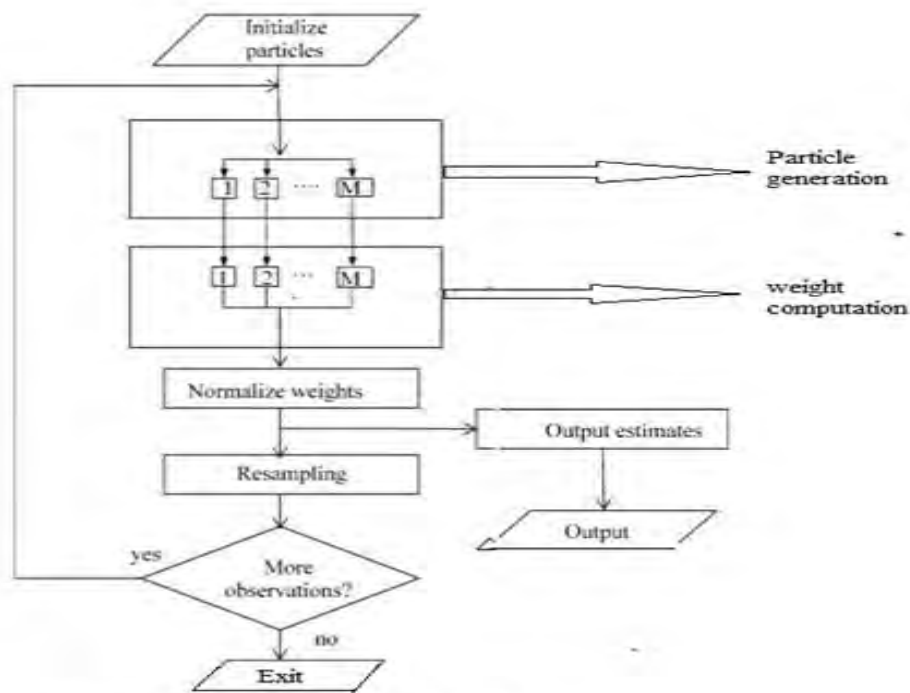 Initialize
particles
1 2 .... M
Particle
generation
1 2 ... M
weight
computation
Normalize weights
Output estimates
Resampling
Output
yes
More
observations?
no
Exit